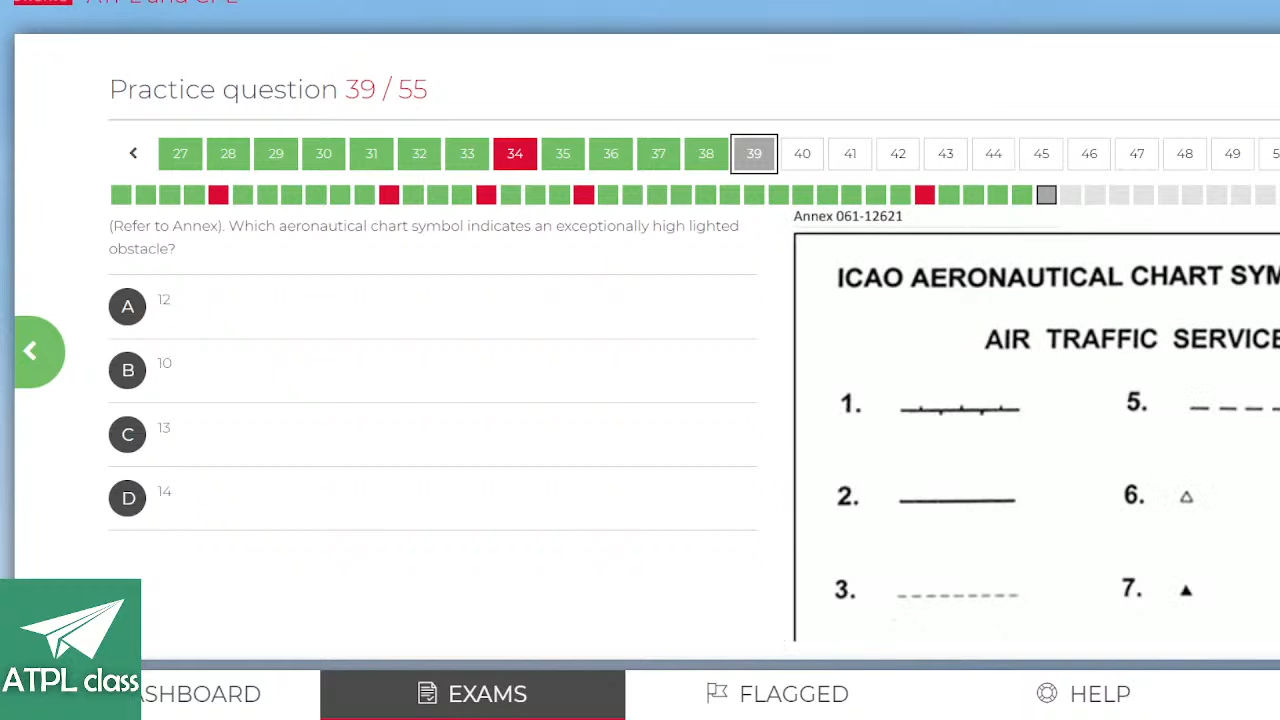 Practice question 39 / 55
27 28 29 30 31 32 33 34 35 36 37 38 39 40 41 42 43 44 45 46 47 48 49
(Refer to Annex). Which aeronautical chart symbol indicates an exceptionally high lighted
obstacle?
A 12
B 10
C 13
D 14
Annex 061-12621
ICAO AERONAUTICAL CHART SYM
AIR TRAFFIC SERVICE
1. 5.
2. 6.
3. 7.
ATPL class
ASHBOARD EXAMS FLAGGED HELP